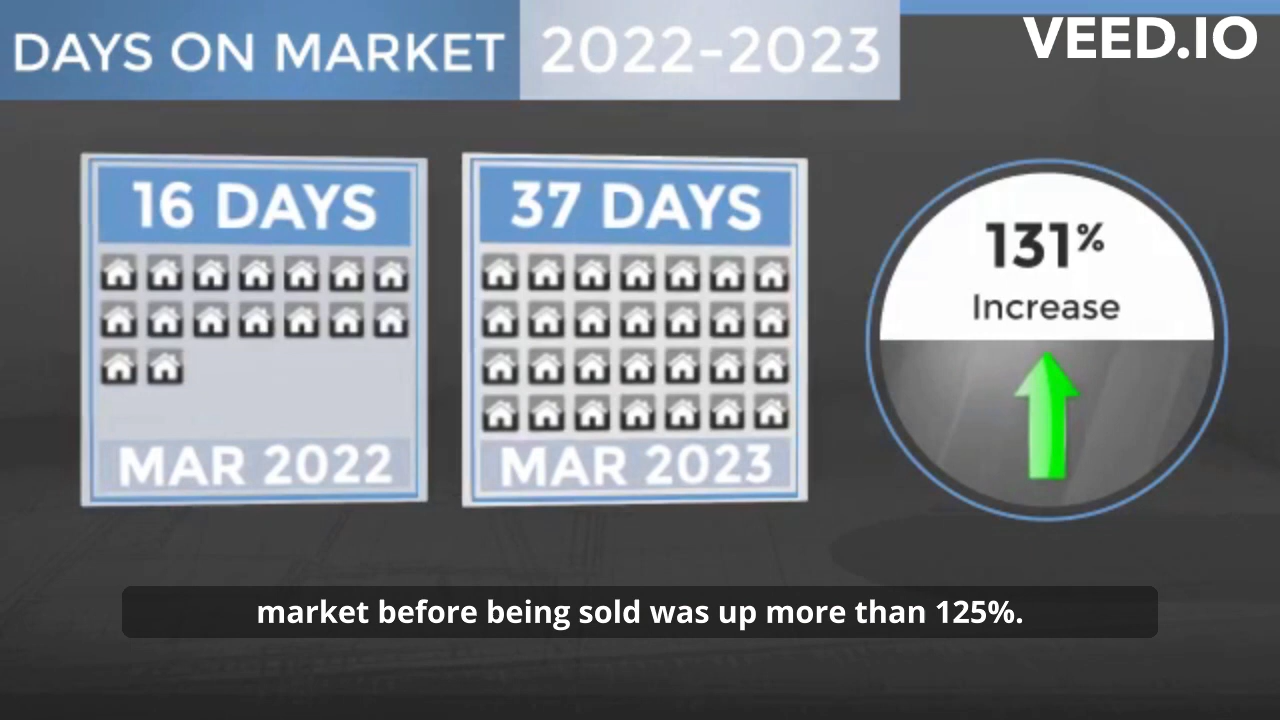 DAYS ON MARKET 2022-2023
VEED.IO
16 DAYS
MAR 2022
37 DAYS
MAR 2023
131%
Increase
market before being sold was up more than 125%.